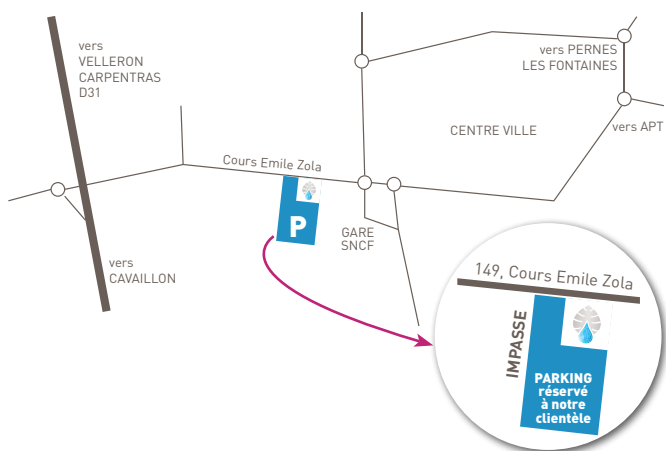 vers
VELLERON
CARPENTRAS
D31
vers PERNES
LES FONTAINES
CENTRE VILLE
vers APT
Cours Emile Zola
P
GARE
SNCF
vers
CAVAILLON
149, Cours Emile Zola
IMPASSE
PARKING
réservé
à notre
clientèle